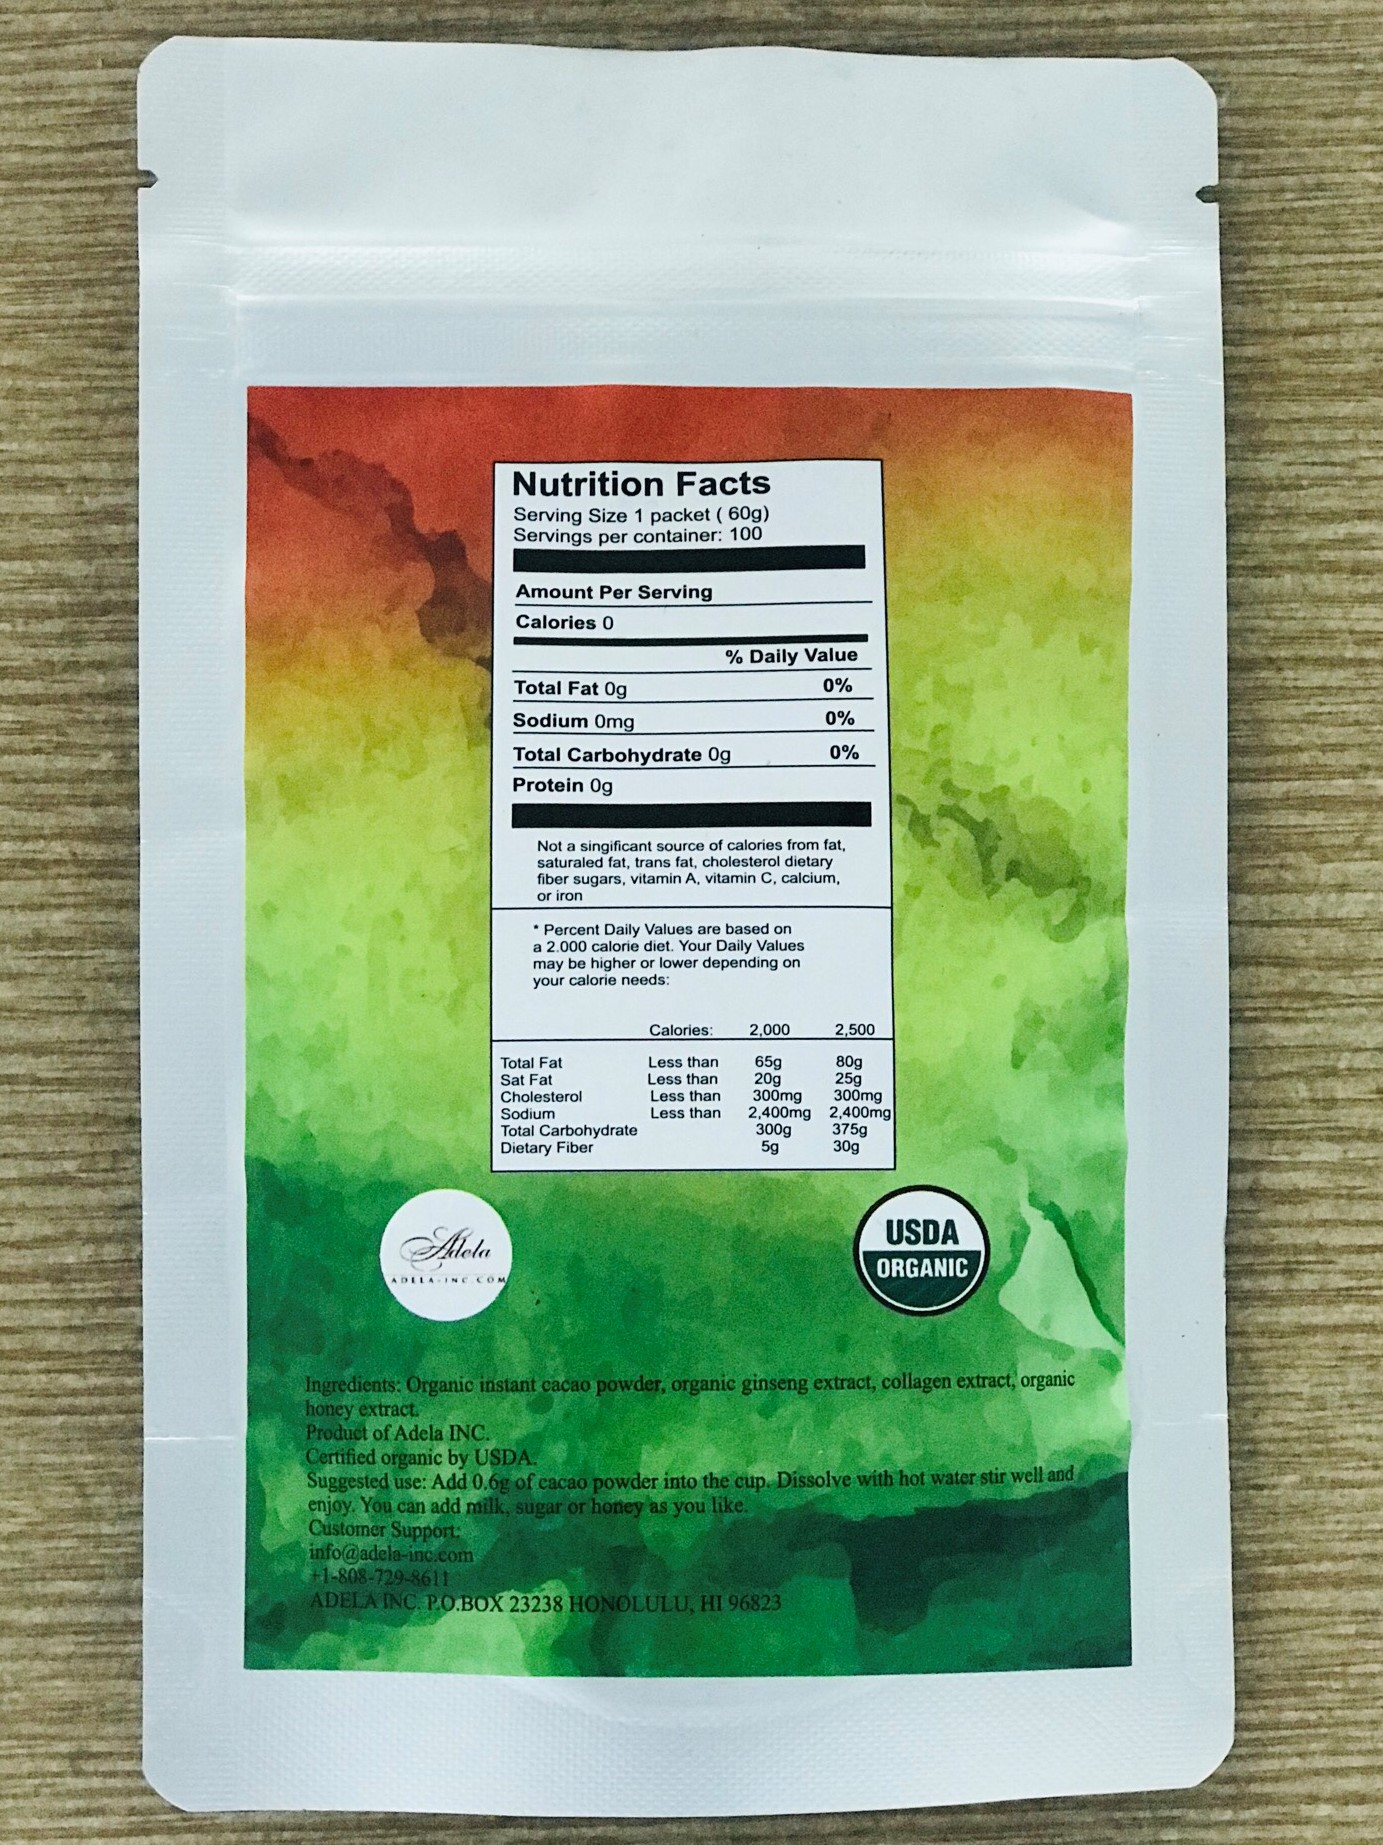 Nutrition Facts
Serving Size 1 packet ( 60g)
Servings per container: 100
Amount Per Serving
Calories 0
% Daily Value
Total Fat 0g 0%
Sodium 0mg 0%
Total Carbohydrate 0g 0%
Protein 0g
Not a singificant source of calories from fat,
saturaled fat, trans fat, cholesterol dietary
fiber sugars, vitamin A, vitamin C, calcium,
or iron
* Percent Daily Values are based on
a 2.000 calorie diet. Your Daily Values
may be higher or lower depending on
your calorie needs:
Calories: 2,000 2,500
Total Fat Less than 65g 80g
Sat Fat Less than 20g 25g
Cholesterol Less than 300mg 300mg
Sodium Less than 2,400mg 2,400mg
Total Carbohydrate 300g 375g
Dietary Fiber 5g 30g
Adela
ADELA-INC COM
USDA
ORGANIC
Ingredients: Organic instant cacao powder, organic ginseng extract, collagen extract, organic
honey extract.
Product of Adela INC.
Certified organic by USDA.
Suggested use: Add 0.6g of cacao powder into the cup. Dissolve with hot water stir well and
enjoy. You can add milk, sugar or honey as you like.
Customer Support:
info@adela-inc.com
+1-808-729-8611
ADELA INC. P.O.BOX 23238 HONOLULU, HI 96823